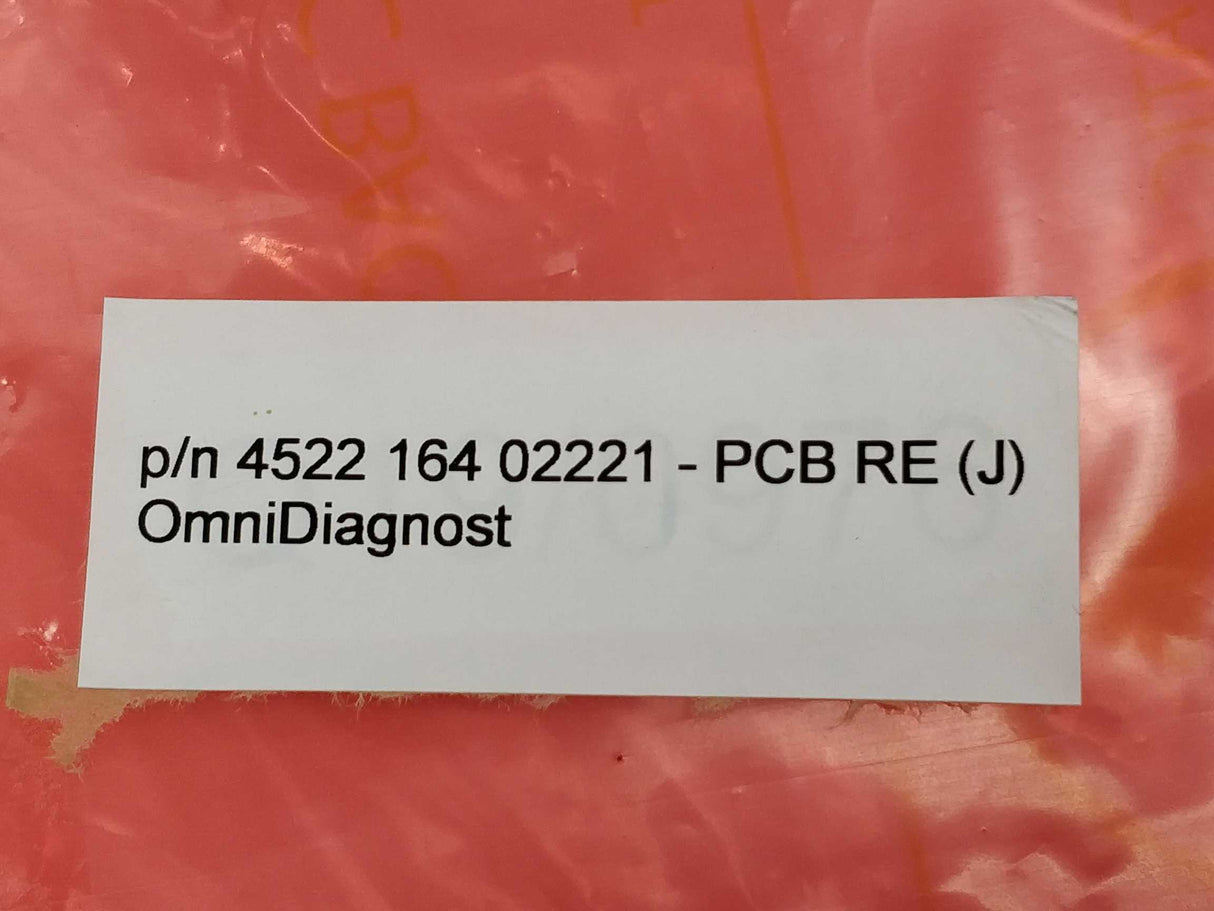 p/n 4522 164 02221 - PCB RE (J)
OmniDiagnost